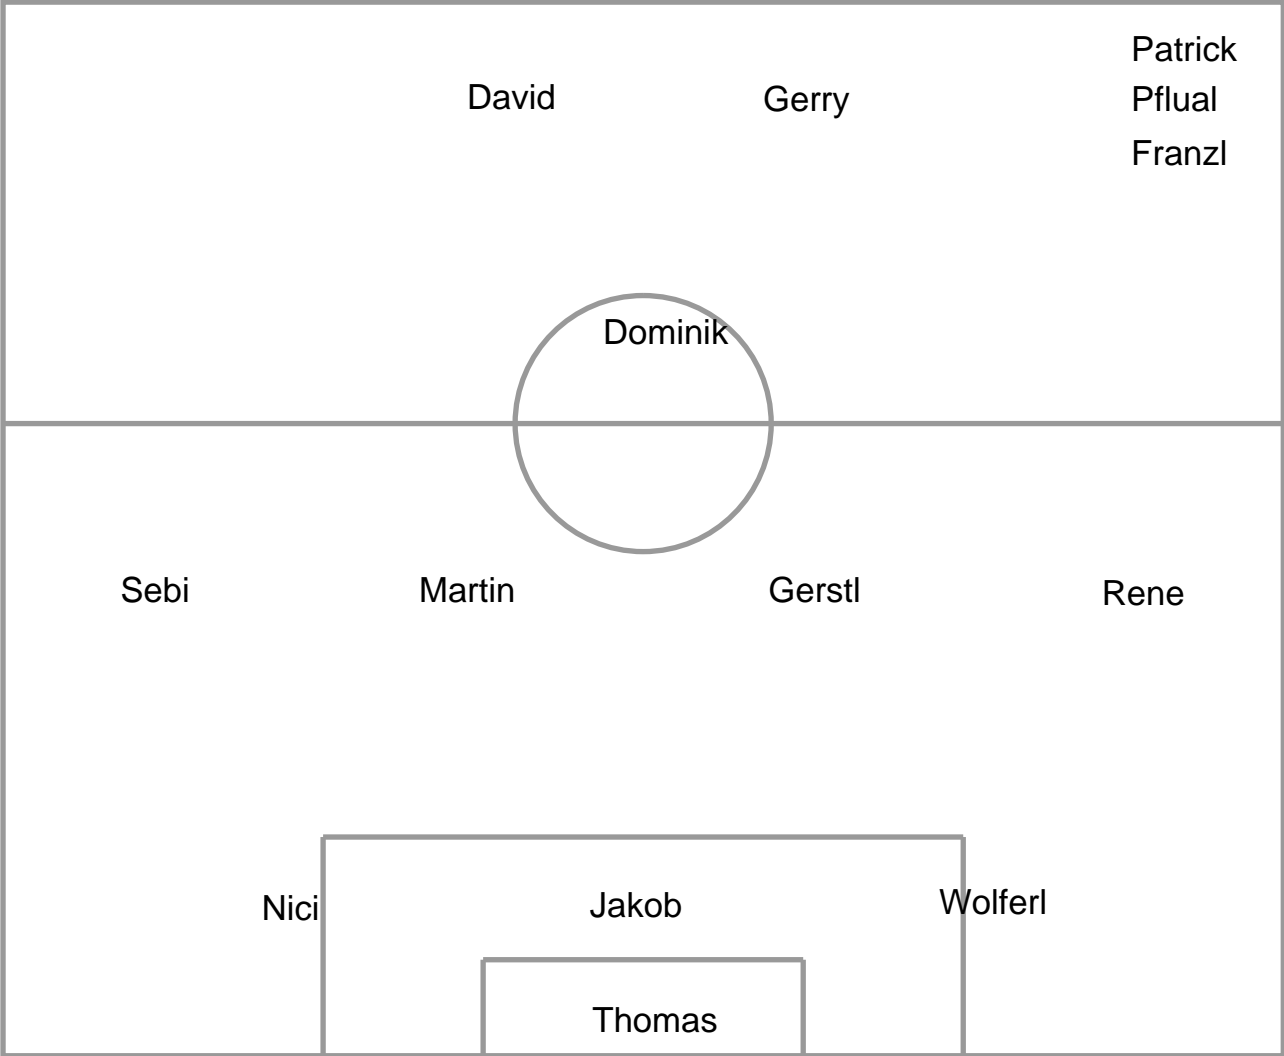 Patrick
David
Gerry
Pflual
Franzl
Dominik
Sebi
Martin
Gerstl
Rene
Nici
Jakob
Wolferl
Thomas